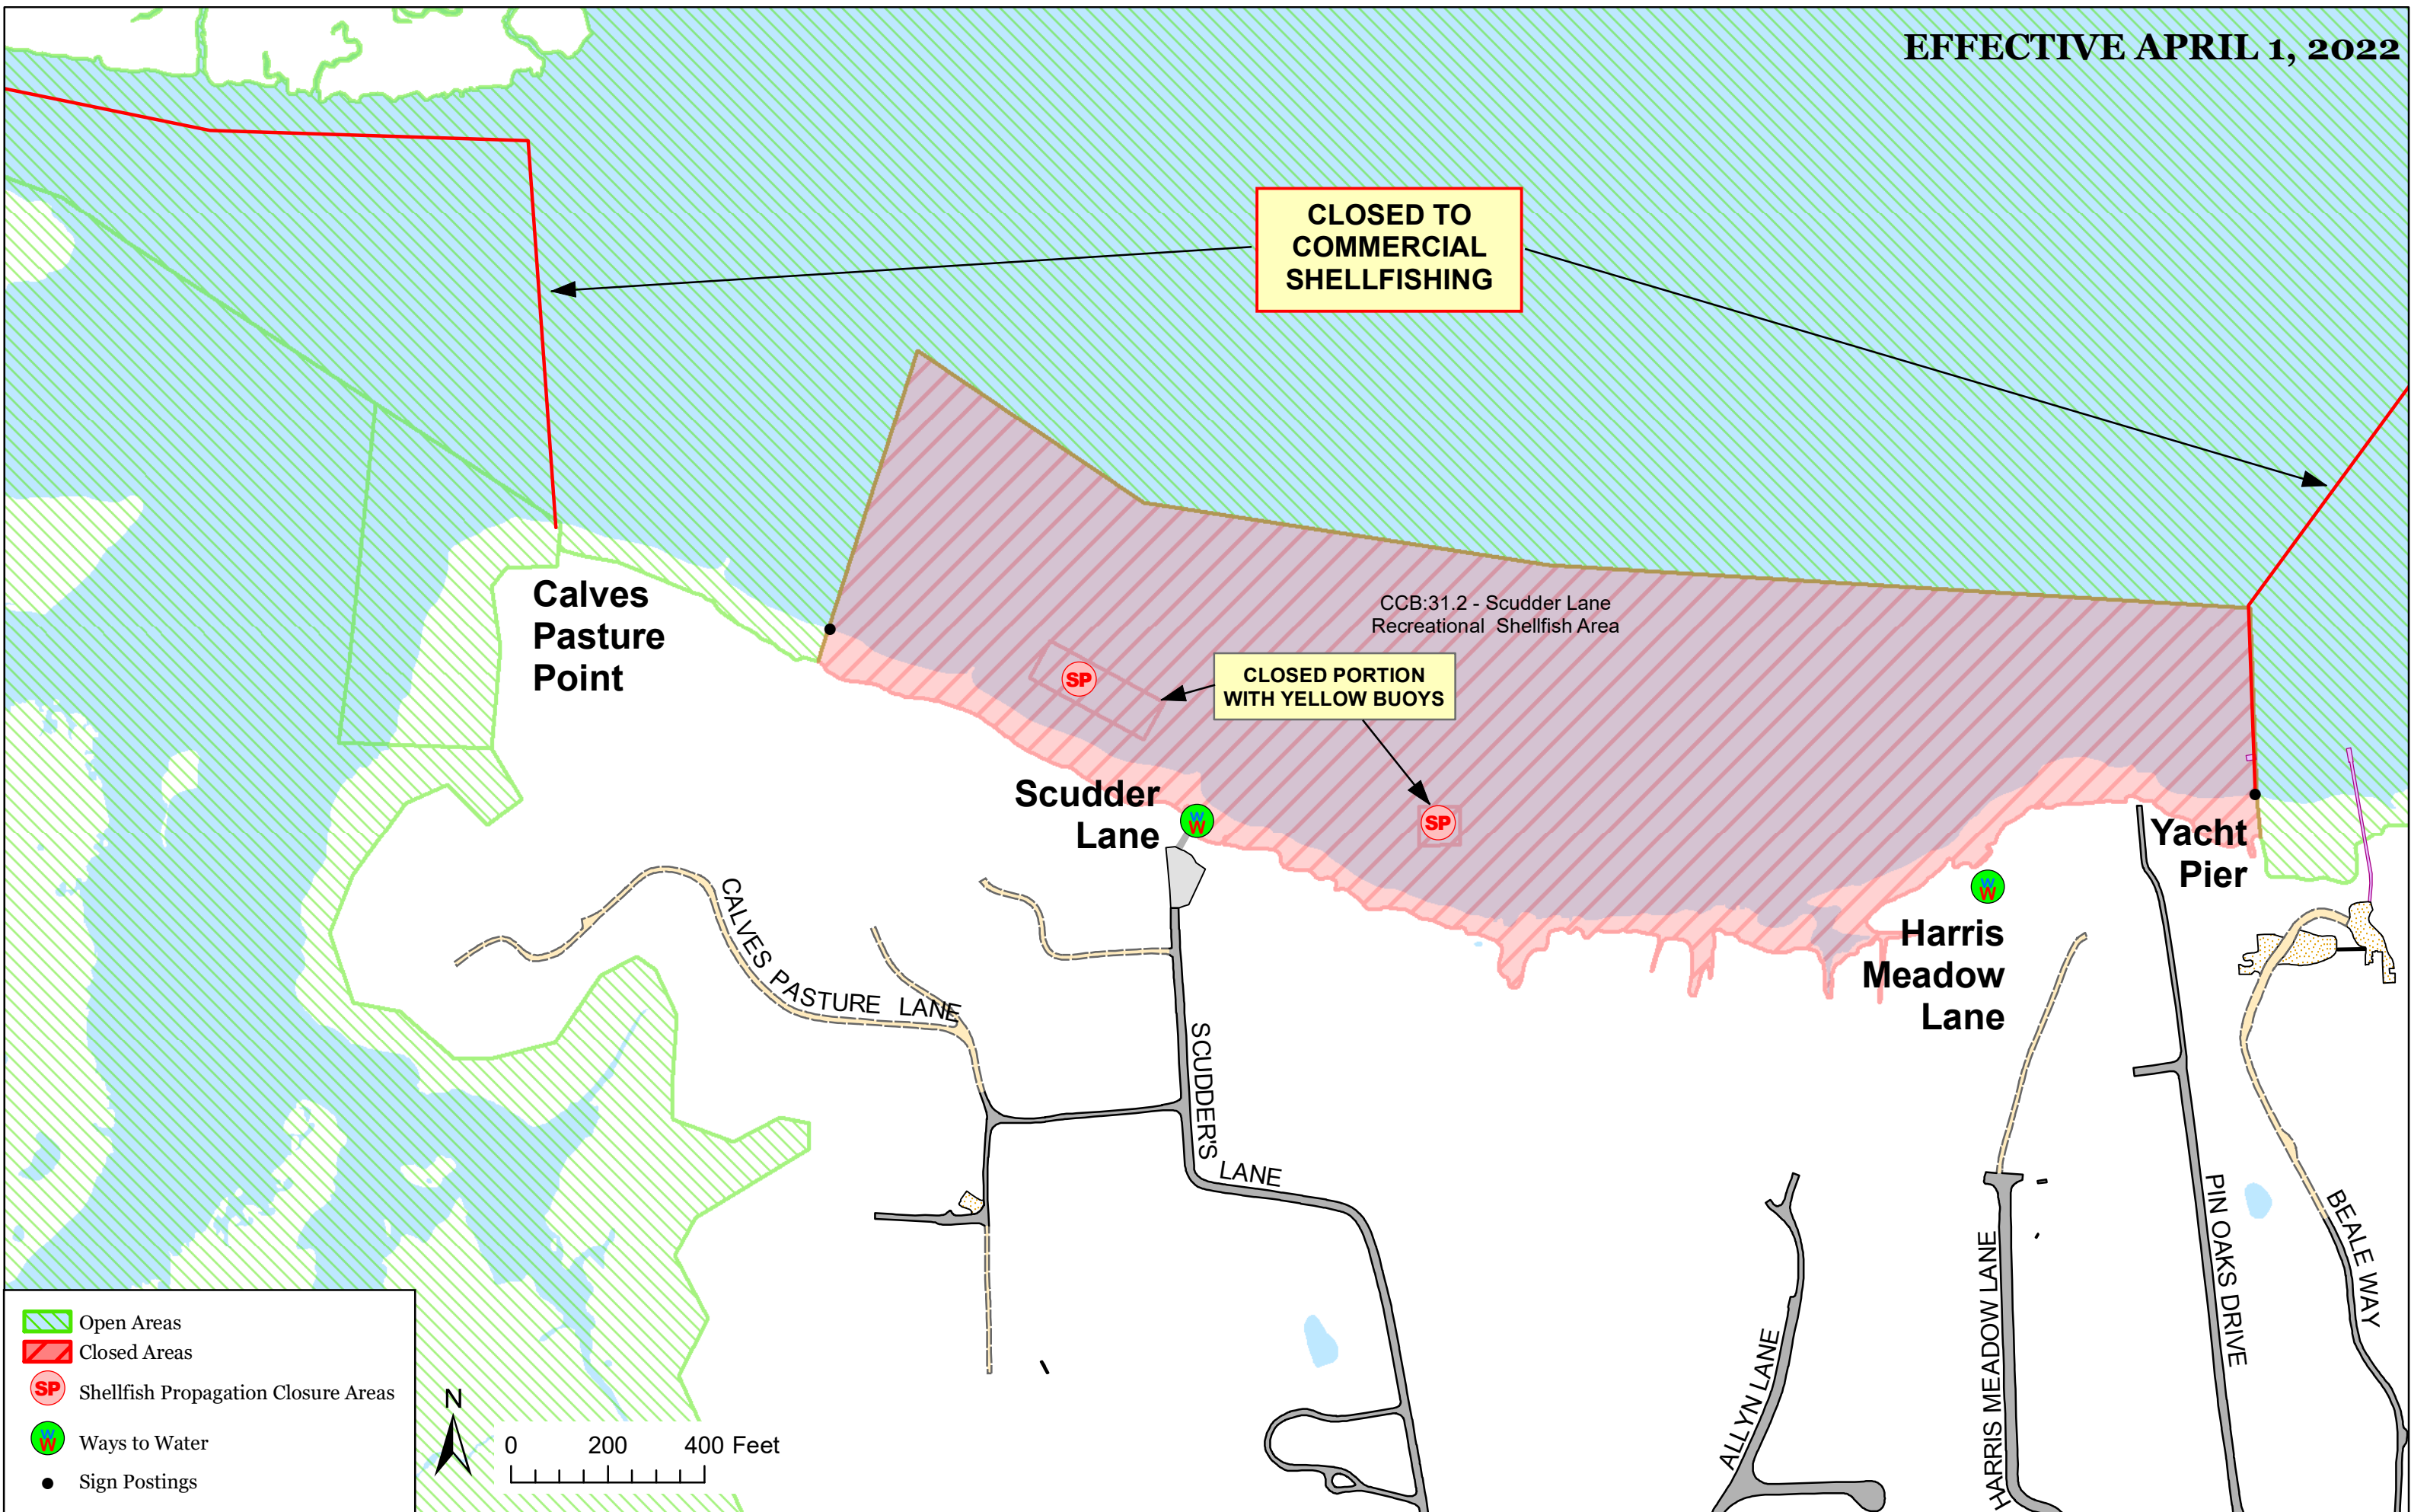 EFFECTIVE APRIL 1, 2022
CLOSED TO
COMMERCIAL
SHELLFISHING
CCB:31.2 - Scudder Lane
Recreational Shellfish Area
Calves
Pasture
Point
SP
CLOSED PORTION
WITH YELLOW BUOYS
Scudder
Lane
W
W
SP
Yacht
Pier
W
W
Harris
Meadow
Lane
CALVES PASTURE LANE
SCUDDER'S LANE
ALLYN LANE
HARRIS MEADOW LANE
H
PIN OAKS DRIVE
BEALE WAY
Open Areas
Closed Areas
SP Shellfish Propagation Closure Areas
W
W Ways to Water
Sign Postings
N
0 200 400 Feet